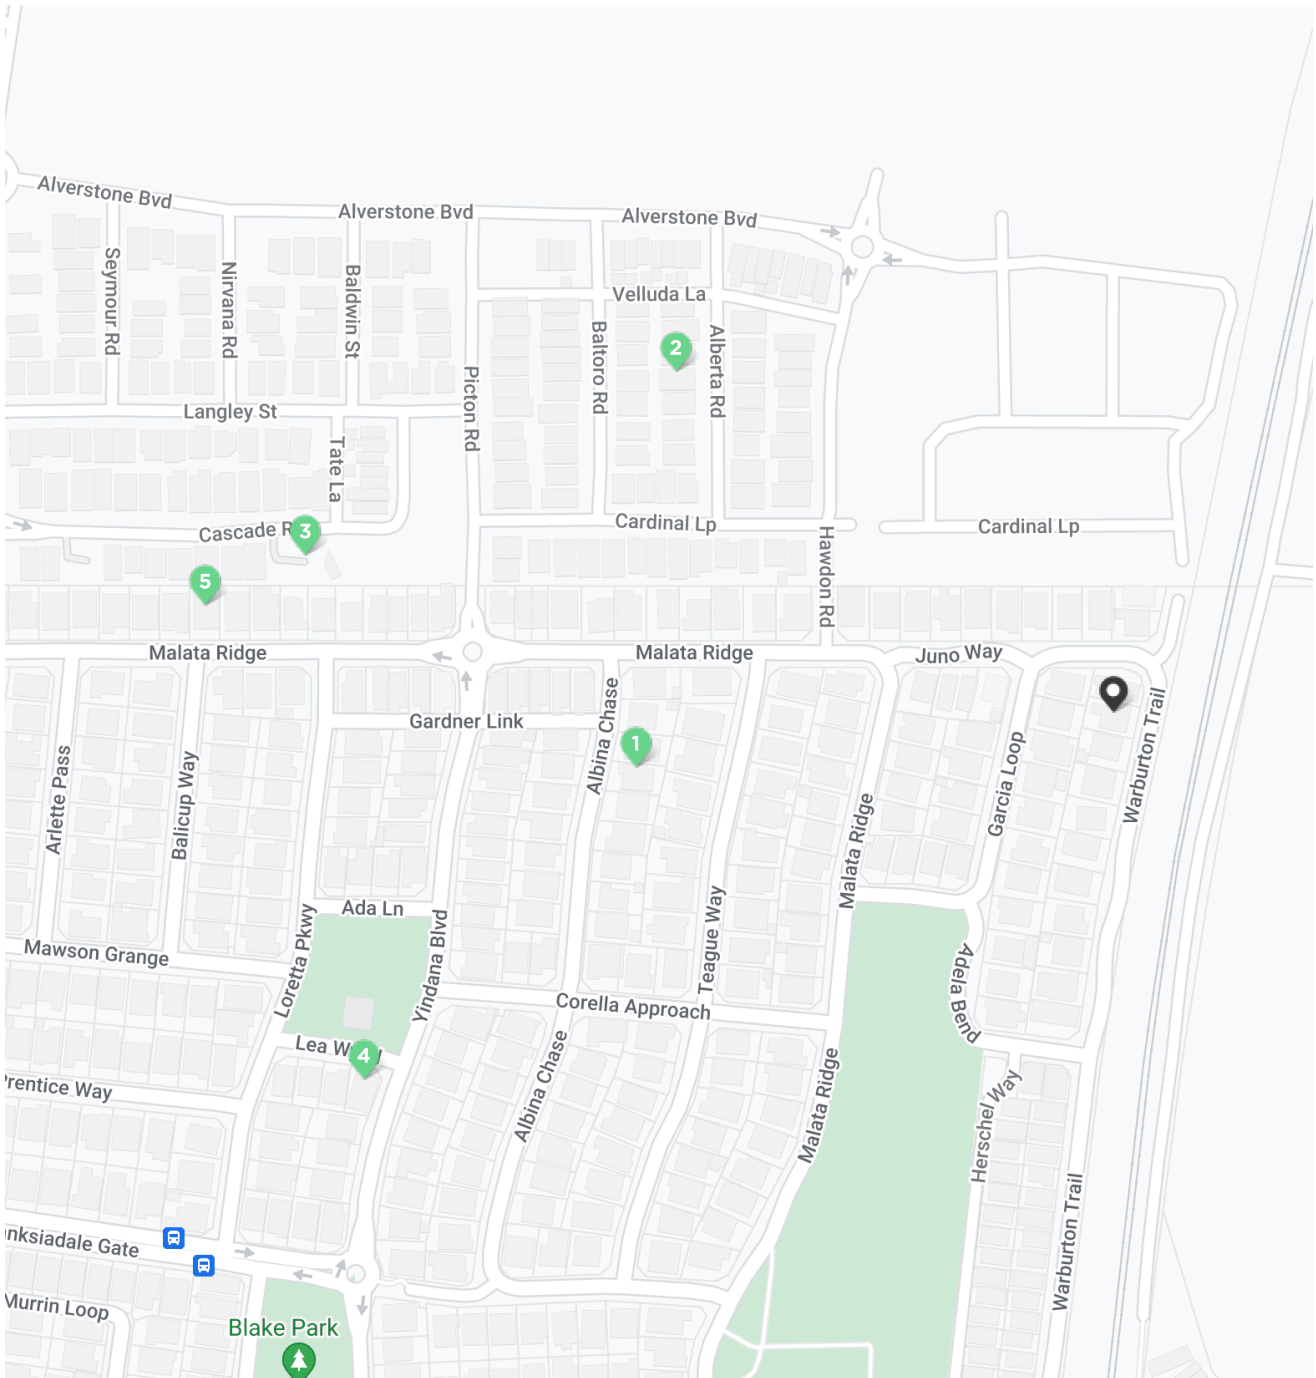 Alverstone Bvd
Alverstone Bvd
Alverstone Bvd
Seymour Rd
Nirvana Rd
Baldwin St
Velluda La
Baltoro Rd
2
Alberta Rd
Picton Rd
Langley St
Tate La
Cascade
3
Cardinal Lp
Cardinal Lp
Hawdon Rd
5
Malata Ridge
Malata Ridge
Juno Way
Gardner Link
Albina Chase
1
Warburton Trail
Garcia Loop
Arlette Pass
Balicup Way
Malata Ridge
Ada Ln
Loretta Pkwy
Yindana Blvd
Teague Way
Mawson Grange
Adela Bend
Corella Approach
Lea
4
Albina Chase
Malata Ridge
Herschel Way
Prentice Way
Warburton Trail
nksiadale Gate
Murrin Loop
Blake Park